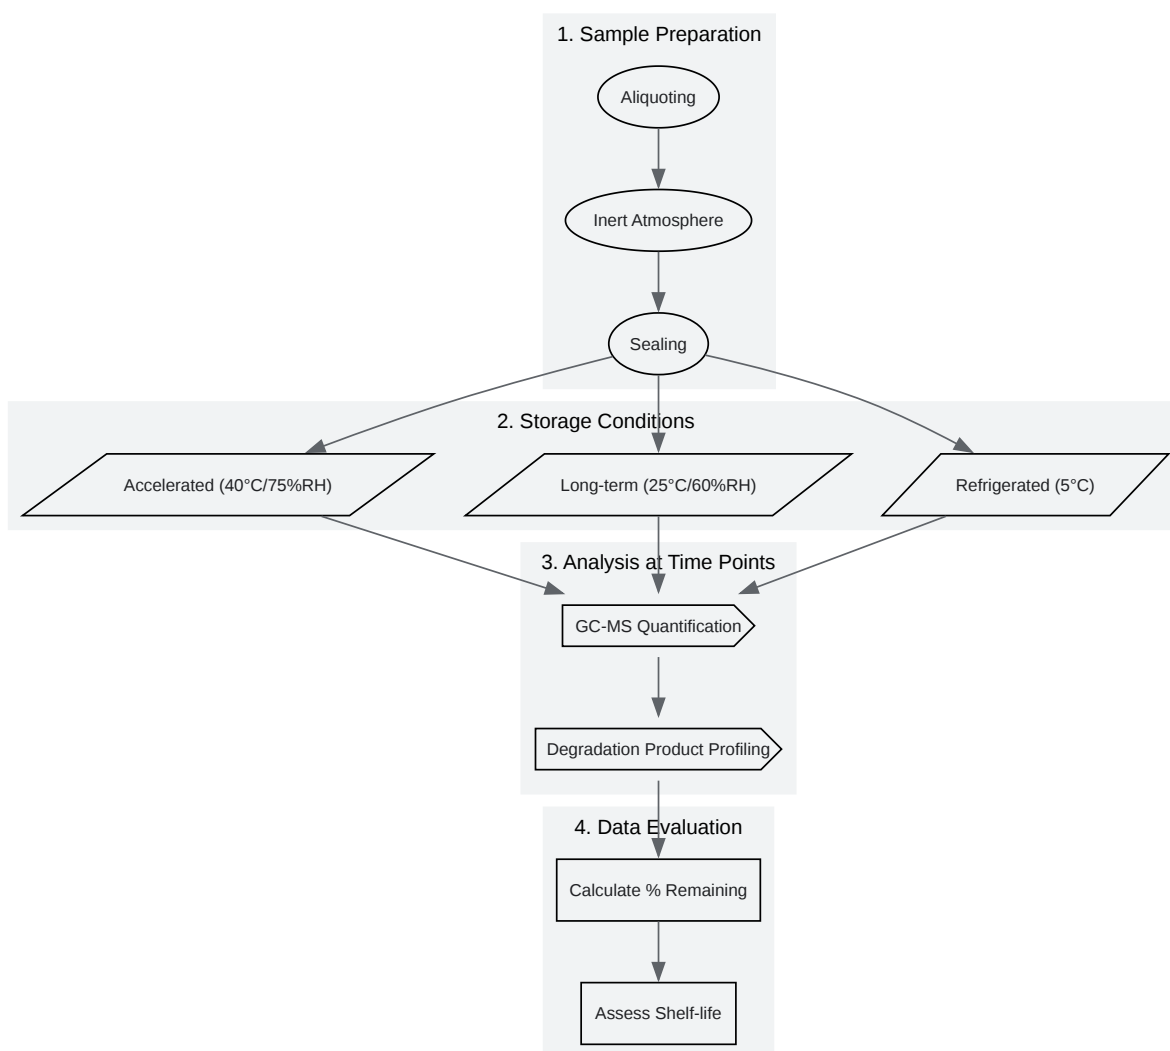 1. Sample Preparation
Aliquoting
Inert Atmosphere
Sealing
2. Storage Conditions
Accelerated (40°C/75%RH)
Long-term (25°C/60%RH)
Refrigerated (5°C)
3. Analysis at Time Points
GC-MS Quantification
Degradation Product Profiling
4. Data Evaluation
Calculate % Remaining
Assess Shelf-life